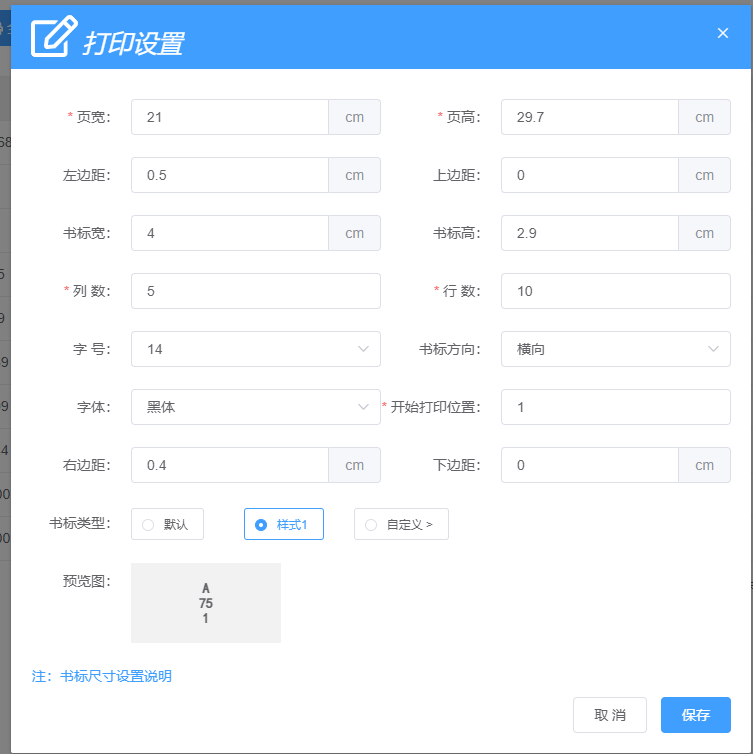 打印设置
* 页宽： 21 cm * 页高： 29.7 cm
左边距： 0.5 cm 上边距： 0 cm
书标宽： 4 cm 书标高： 2.9 cm
* 列 数： 5 * 行 数： 10
字 号： 14 书标方向： 横向
字体： 黑体 * 开始打印位置： 1
右边距： 0.4 cm 下边距： 0 cm
书标类型： 默认 样式1 自定义 >
预览图：
A
75
1
注：书标尺寸设置说明
取 消 保存